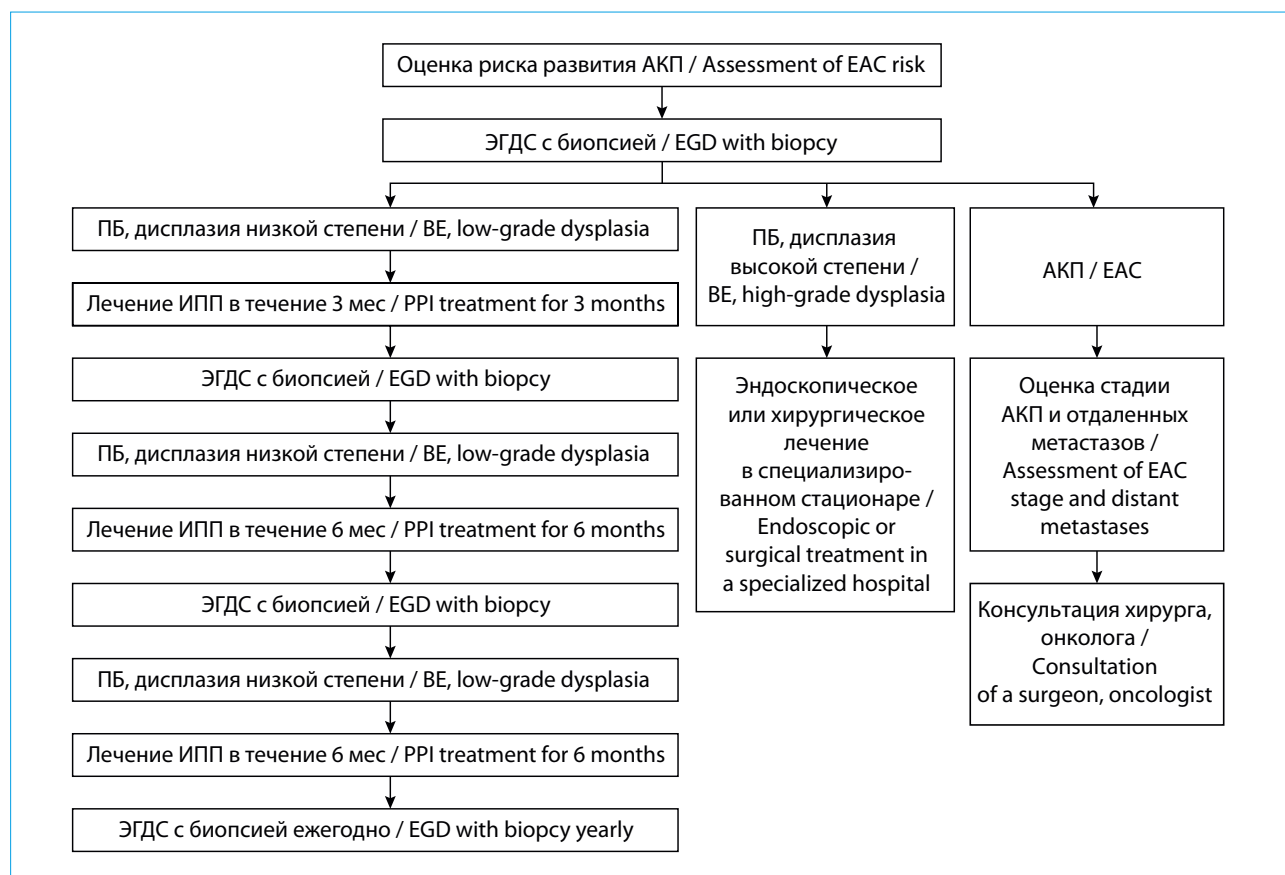 Оценка риска развития АКП / Assessment of EAC risk
ЭГДС с биопсией / EGD with biopcy
ПБ, дисплазия низкой степени / BE, low-grade dysplasia
Лечение ИПП в течение 3 мес / PPI treatment for 3 months
ЭГДС с биопсией / EGD with biopcy
ПБ, дисплазия низкой степени / BE, low-grade dysplasia
Лечение ИПП в течение 6 мес / PPI treatment for 6 months
ЭГДС с биопсией / EGD with biopcy
ПБ, дисплазия низкой степени / BE, low-grade dysplasia
Лечение ИПП в течение 6 мес / PPI treatment for 6 months
ЭГДС с биопсией ежегодно / EGD with biopcy yearly
ПБ, дисплазия
высокой степени /
BE, high-grade dysplasia
Эндоскопическое
или хирургическое
лечение
в специализиро-
ванном стационаре /
Endoscopic or
surgical treatment in
a specialized hospital
АКП / EAC
Оценка стадии
АКП и отдаленных
метастазов /
Assessment of EAC
stage and distant
metastases
Консультация хирурга,
онколога /
Consultation
of a surgeon, oncologist